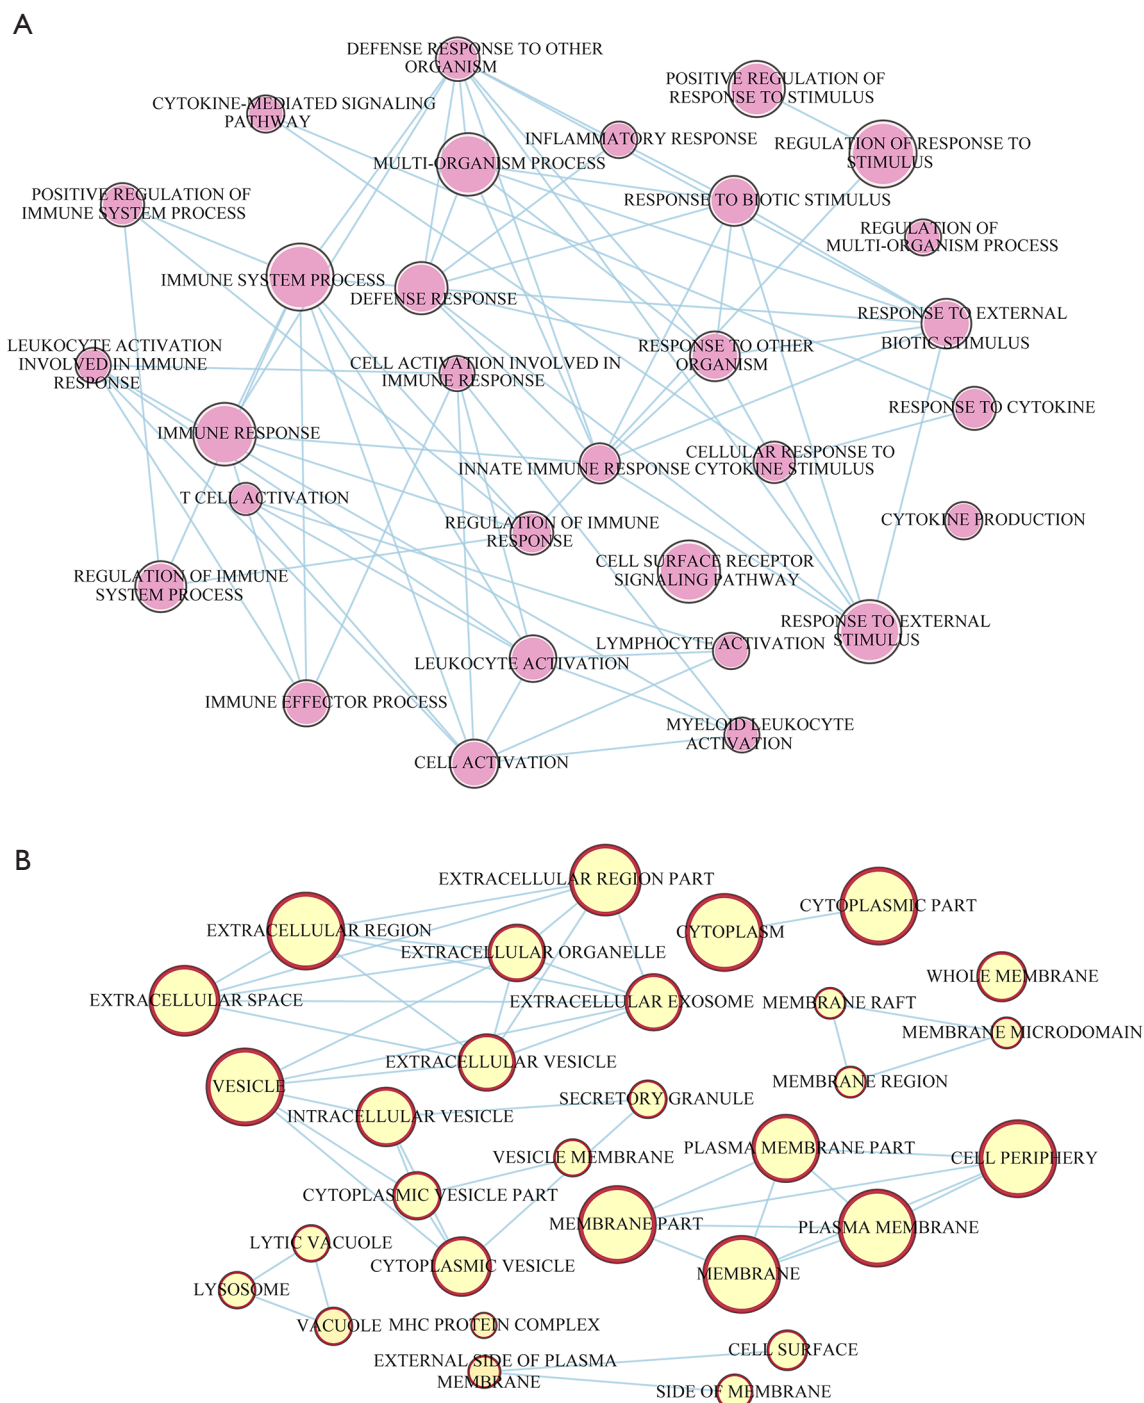 A
DEFENSE RESPONSE TO OTHER
ORGANISM
POSITIVE REGULATION OF
RESPONSE TO STIMULUS
CYTOKINE-MEDIATED SIGNALING
PATHWAY
INFLAMMATORY RESPONSE
REGULATION OF RESPONSE TO
STIMULUS
MULTI-ORGANISM PROCESS
POSITIVE REGULATION OF
IMMUNE SYSTEM PROCESS
RESPONSE TO BIOTIC STIMULUS
REGULATION OF
MULTI-ORGANISM PROCESS
IMMUNE SYSTEM PROCESS
DEFENSE RESPONSE
RESPONSE TO EXTERNAL
BIOTIC STIMULUS
LEUKOCYTE ACTIVATION
INVOLVED IN IMMUNE
RESPONSE
CELL ACTIVATION INVOLVED IN
IMMUNE RESPONSE
RESPONSE TO OTHER
ORGANISM
RESPONSE TO CYTOKINE
IMMUNE RESPONSE
INNATE IMMUNE RESPONSE
CELLULAR RESPONSE TO
CYTOKINE STIMULUS
T CELL ACTIVATION
REGULATION OF IMMUNE
RESPONSE
CYTOKINE PRODUCTION
CELL SURFACE RECEPTOR
SIGNALING PATHWAY
REGULATION OF IMMUNE
SYSTEM PROCESS
RESPONSE TO EXTERNAL
STIMULUS
LYMPHOCYTE ACTIVATION
LEUKOCYTE ACTIVATION
IMMUNE EFFECTOR PROCESS
MYELOID LEUKOCYTE
ACTIVATION
CELL ACTIVATION
B
EXTRACELLULAR REGION PART
CYTOPLASMIC PART
EXTRACELLULAR REGION
CYTOPLASM
EXTRACELLULAR ORGANELLE
WHOLE MEMBRANE
EXTRACELLULAR SPACE
EXTRACELLULAR EXOSOME
MEMBRANE RAFT
MEMBRANE MICRODOMAIN
EXTRACELLULAR VESICLE
MEMBRANE REGION
VESICLE
SECRETORY GRANULE
INTRACELLULAR VESICLE
PLASMA MEMBRANE PART
VESICLE MEMBRANE
CELL PERIPHERY
CYTOPLASMIC VESICLE PART
MEMBRANE PART
PLASMA MEMBRANE
LYTIC VACUOLE
CYTOPLASMIC VESICLE
MEMBRANE
LYSOSOME
VACUOLE
MHC PROTEIN COMPLEX
CELL SURFACE
EXTERNAL SIDE OF PLASMA
MEMBRANE
SIDE OF MEMBRANE